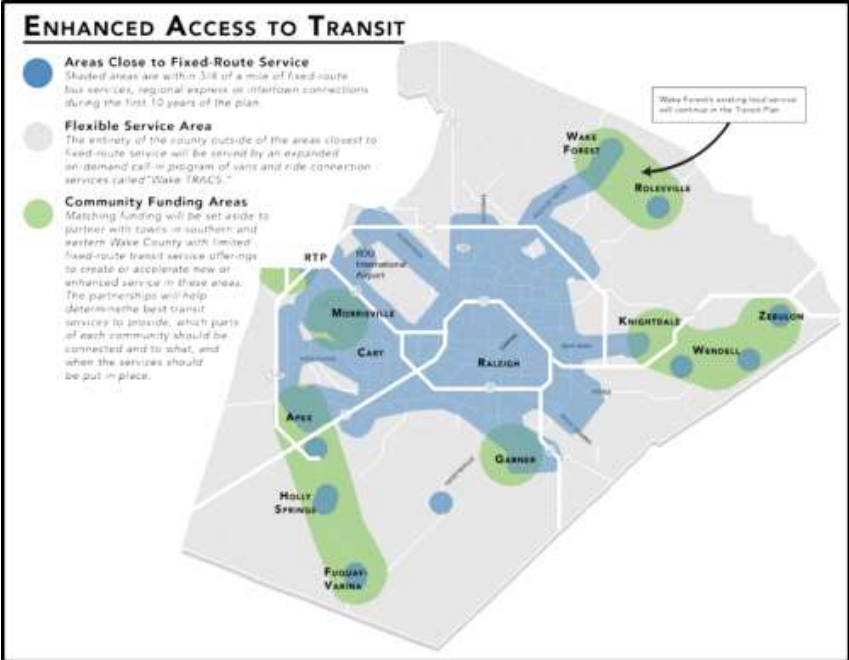 ENHANCED ACCESS TO TRANSIT
Areas Close to Fixed-Route Service
Shaded areas are within 3/4 of a mile of fixed-route
bus services, regional express or intertown connections
during the first 10 years of the plan.
Flexible Service Area
The entirety of the county outside of the areas closest to
fixed-route service will be served by an expanded
on-demand call-in program of vans and ride connection
services called "Wake TRACS."
Community Funding Areas
Matching funding will be set aside to
partner with towns in southern and
eastern Wake County with limited
fixed-route transit service offerings
to create or accelerate new or
enhanced service in these areas.
The partnerships will help
determinethe best transit
services to provide, which parts
of each community should be
connected and to what, and
when the services should
be put in place.
Wake Forest's existing local service
will continue in the Transit Plan
WAKE
FOREST
ROLESVILLE
RTP
RDU
International
Airport
MORRISVILLE
CARY
RALEIGH
KNIGHTDALE
ZEBULON
WENDELL
APEX
GARNER
HOLLY
SPRINGS
FUQUAY-
VARINA